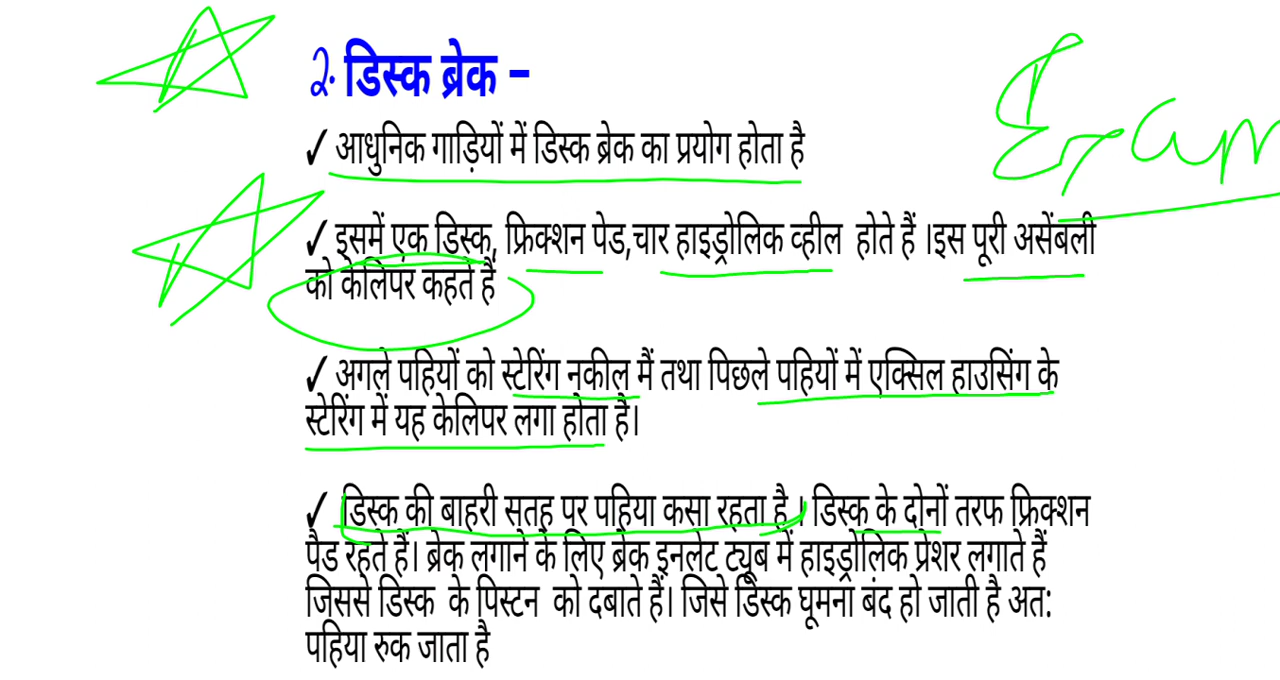 2. डिस्क ब्रेक –
Exam
✓ आधुनिक गाड़ियों में डिस्क ब्रेक का प्रयोग होता है
✓ इसमें एक डिस्क, फ्रिक्शन पेड,चार हाइड्रोलिक व्हील होते हैं ।इस पूरी असेंबली
को केलिपर कहते हैं
✓ अगले पहियों को स्टेरिंग नकील मैं तथा पिछले पहियों में एक्सिल हाउसिंग के
स्टेरिंग में यह केलिपर लगा होता है।
✓ डिस्क की बाहरी सतह पर पहिया कसा रहता है । डिस्क के दोनों तरफ फ्रिक्शन
पैड रहते हैं। ब्रेक लगाने के लिए ब्रेक इनलेट ट्यूब में हाइड्रोलिक प्रेशर लगाते हैं
जिससे डिस्क के पिस्टन को दबाते हैं। जिसे डिस्क घूमना बंद हो जाती है अत:
पहिया रुक जाता है